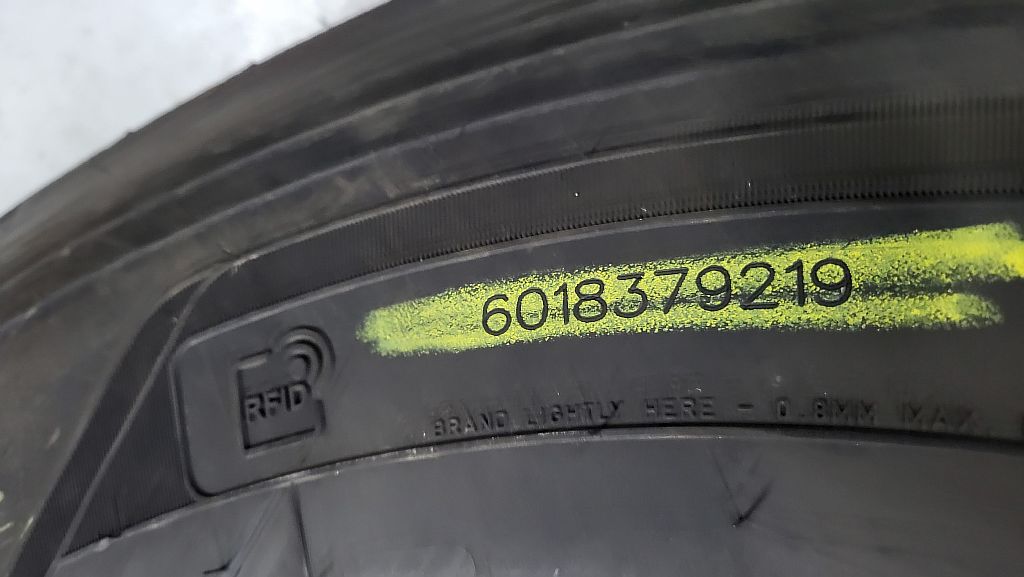 6018379219
RFID
BRAND LIGHTLY HERE - 0.8MM MAX